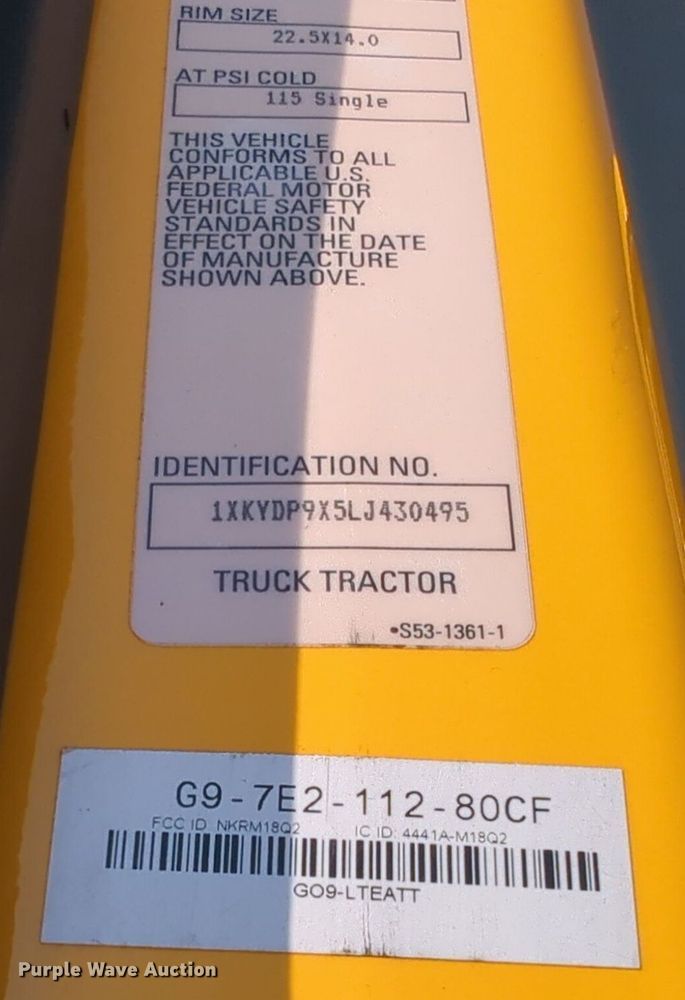 RIM SIZE
22.5X14.0
AT PSI COLD
115 Single
THIS VEHICLE
CONFORMS TO ALL
APPLICABLE U.S.
FEDERAL MOTOR
VEHICLE SAFETY
STANDARDS IN
EFFECT ON THE DATE
OF MANUFACTURE
SHOWN ABOVE.
IDENTIFICATION NO.
1XKYDP9X5LJ430495
TRUCK TRACTOR
•S53-1361-1
G9-7E2-112-80CF
FCC ID NKRM18Q2 IC ID: 4441A-M18Q2
GO9-LTEATT
Purple Wave Auction